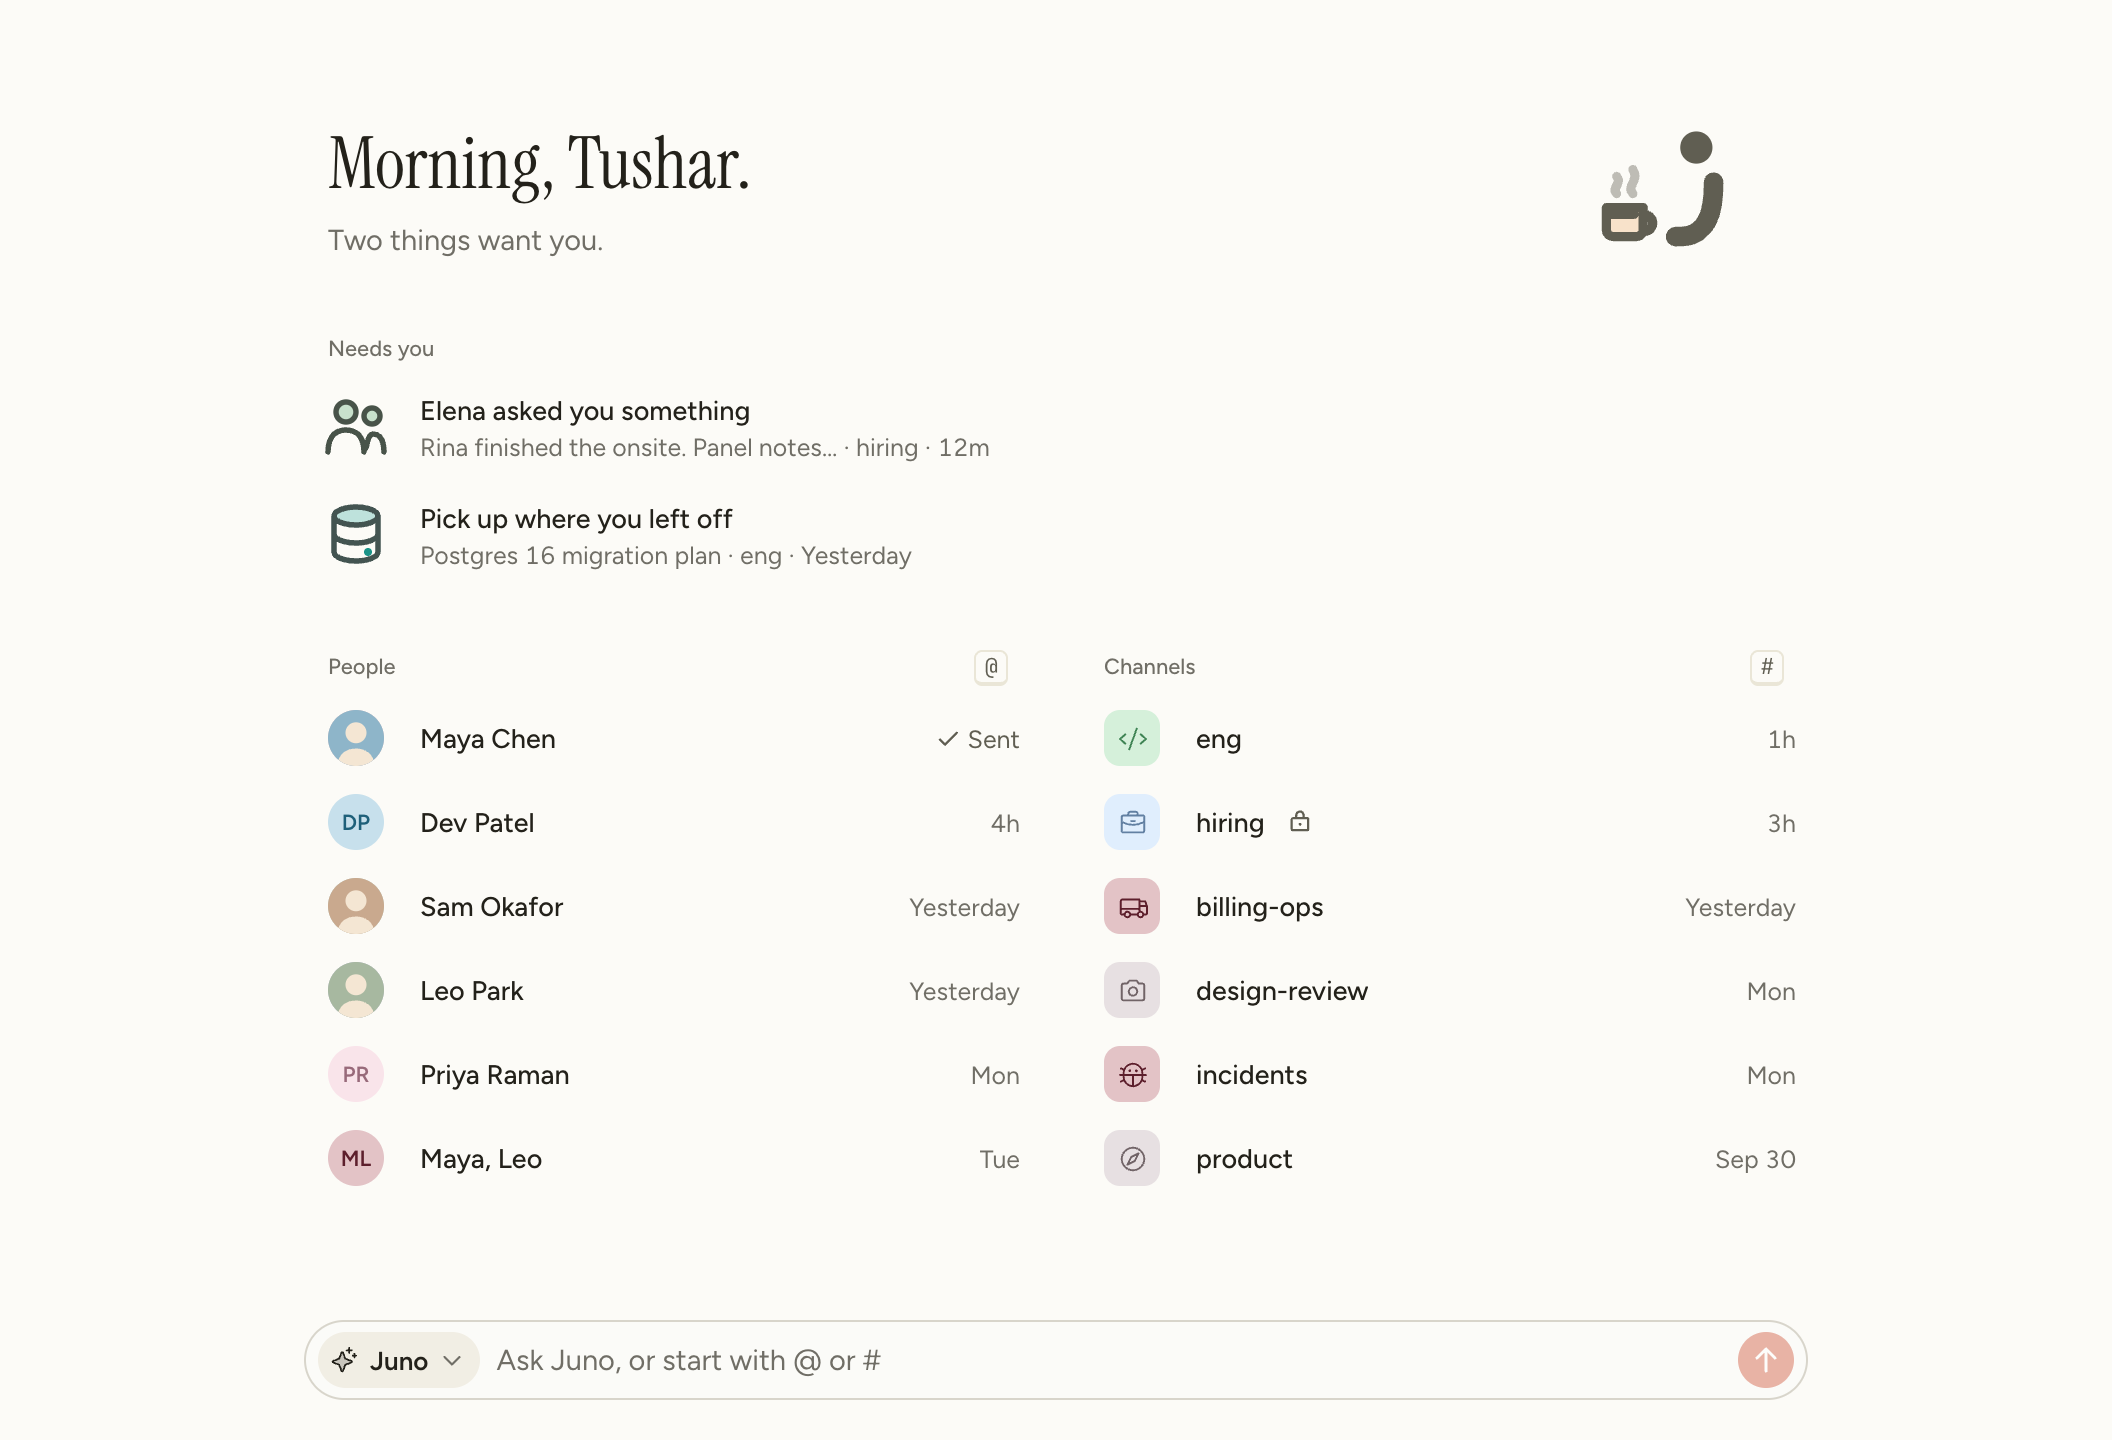 Morning, Tushar.
Two things want you.
Needs you
Elena asked you something
Rina finished the onsite. Panel notes... · hiring · 12m
Pick up where you left off
Postgres 16 migration plan · eng · Yesterday
People @
Maya Chen Sent
DP Dev Patel 4h
Sam Okafor Yesterday
Leo Park Yesterday
PR Priya Raman Mon
ML Maya, Leo Tue
Channels #
</> eng 1h
hiring 3h
billing-ops Yesterday
design-review Mon
incidents Mon
product Sep 30
Juno Ask Juno, or start with @ or #